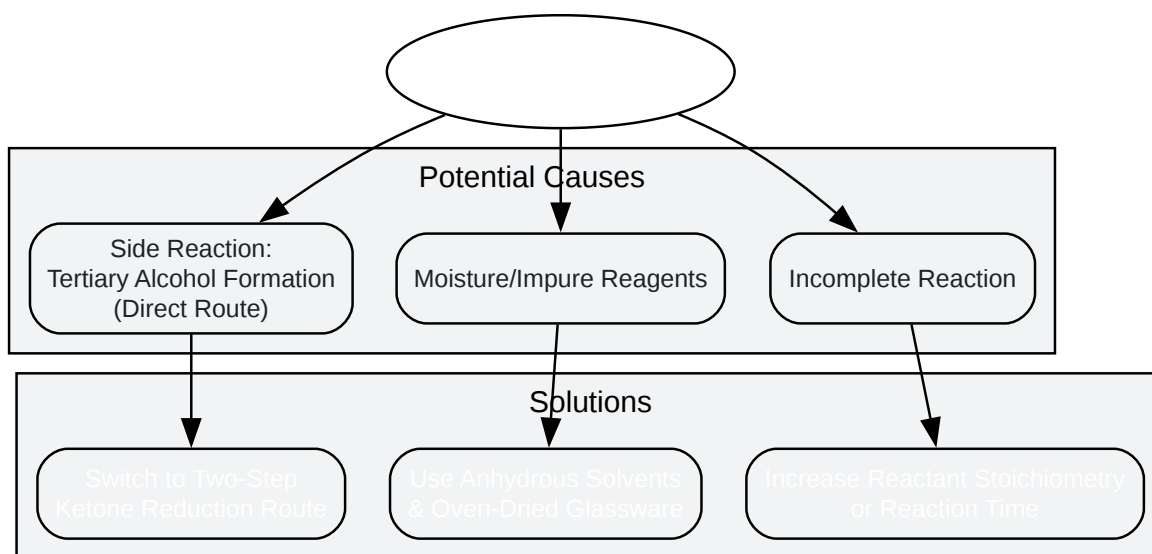 Potential Causes
Side Reaction:
Tertiary Alcohol Formation
(Direct Route)
Moisture/Impure Reagents
Incomplete Reaction
Solutions
Switch to Two-Step
Ketone Reduction Route
Use Anhydrous Solvents
& Oven-Dried Glassware
Increase Reactant Stoichiometry
or Reaction Time